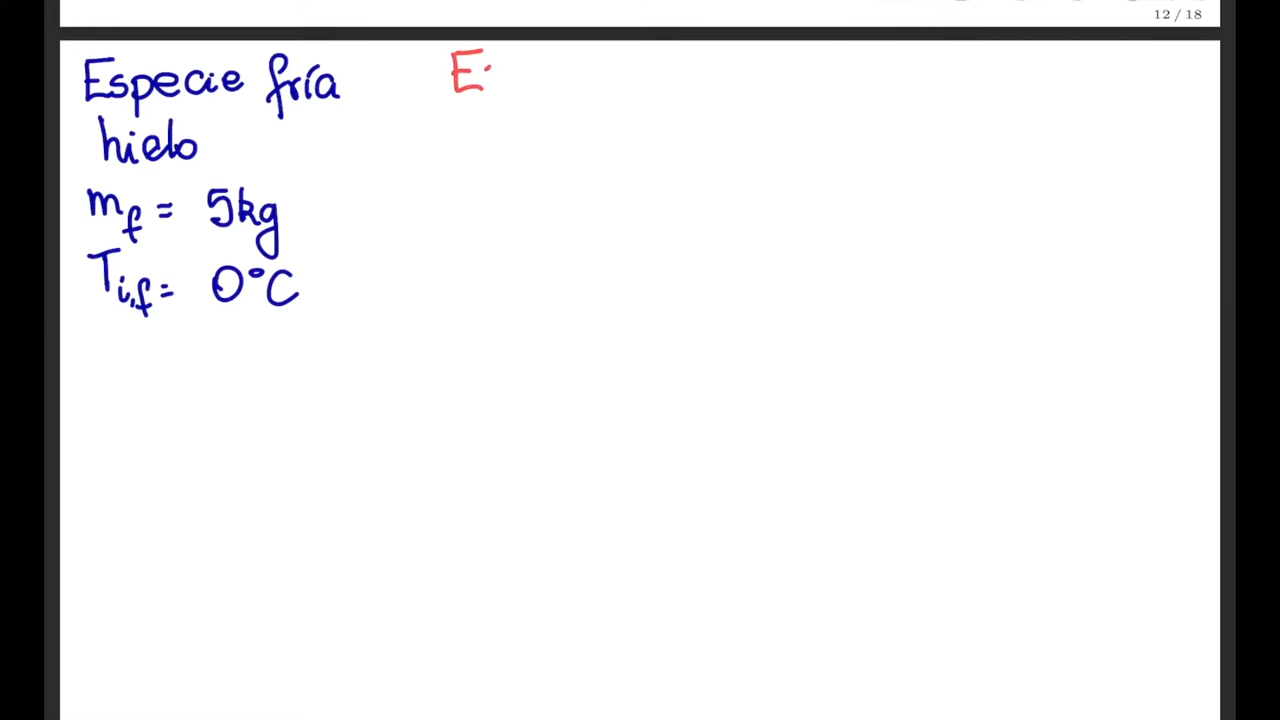 12 / 18
Especie fría
E
hielo
m_f = 5kg
T_i,f = 0°C